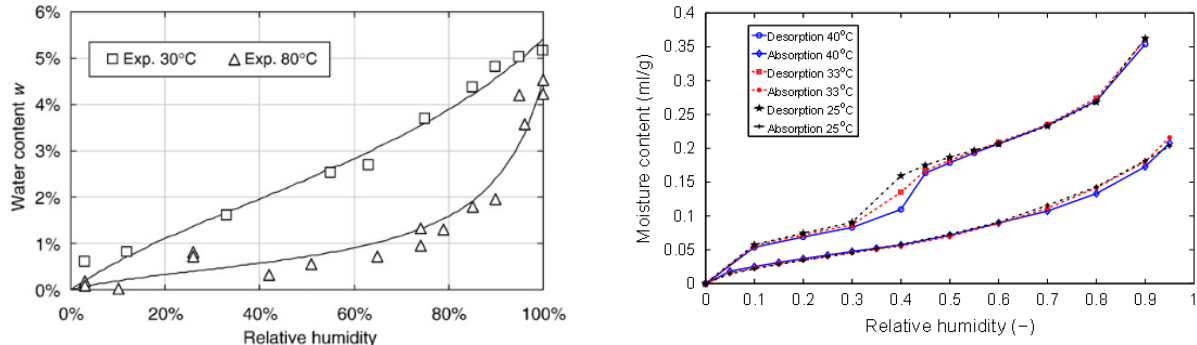 6%
5%
4%
3%
2%
1%
0%
Water content w
Exp. 30°C
Exp. 80°C
0%
20%
40%
60%
80%
100%
Relative humidity
0.4
0.35
0.3
0.25
0.2
0.15
0.1
0.05
0
Moisture content (ml/g)
Desorption 40°C
Absorption 40°C
Desorption 33°C
Absorption 33°C
Desorption 25°C
Absorption 25°C
0
0.1
0.2
0.3
0.4
0.5
0.6
0.7
0.8
0.9
1
Relative humidity (–)